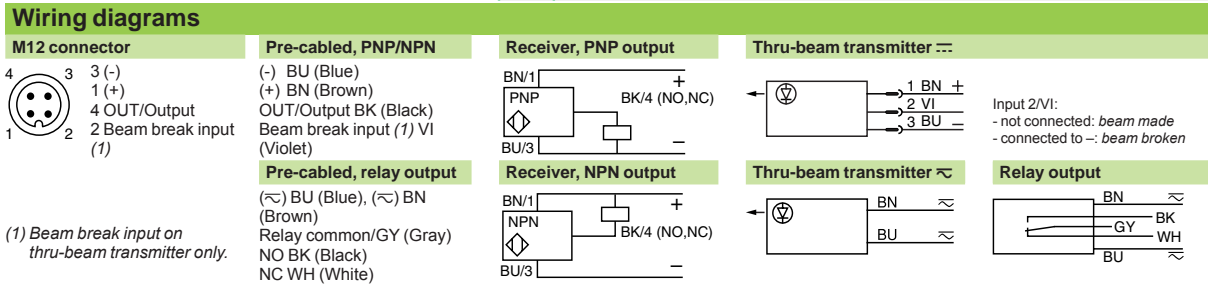 Wiring diagrams
M12 connector
4
3
1
2
3 (-)
1 (+)
4 OUT/Output
2 Beam break input
(1)
(1) Beam break input on
thru-beam transmitter only.
Pre-cabled, PNP/NPN
(-) BU (Blue)
(+) BN (Brown)
OUT/Output BK (Black)
Beam break input (1) VI
(Violet)
Pre-cabled, relay output
(⏦) BU (Blue), (⏦) BN
(Brown)
Relay common/GY (Gray)
NO BK (Black)
NC WH (White)
Receiver, PNP output
BN/1
+
PNP
BK/4 (NO,NC)
BU/3
–
Receiver, NPN output
BN/1
+
NPN
BK/4 (NO,NC)
BU/3
–
Thru-beam transmitter ⎓
1 BN +
2 VI
3 BU –
Input 2/VI:
- not connected: beam made
- connected to –: beam broken
Thru-beam transmitter ⏦
BN ⏦
BU ⏦
Relay output
BN ⏦
BK
GY
WH
BU ⏦